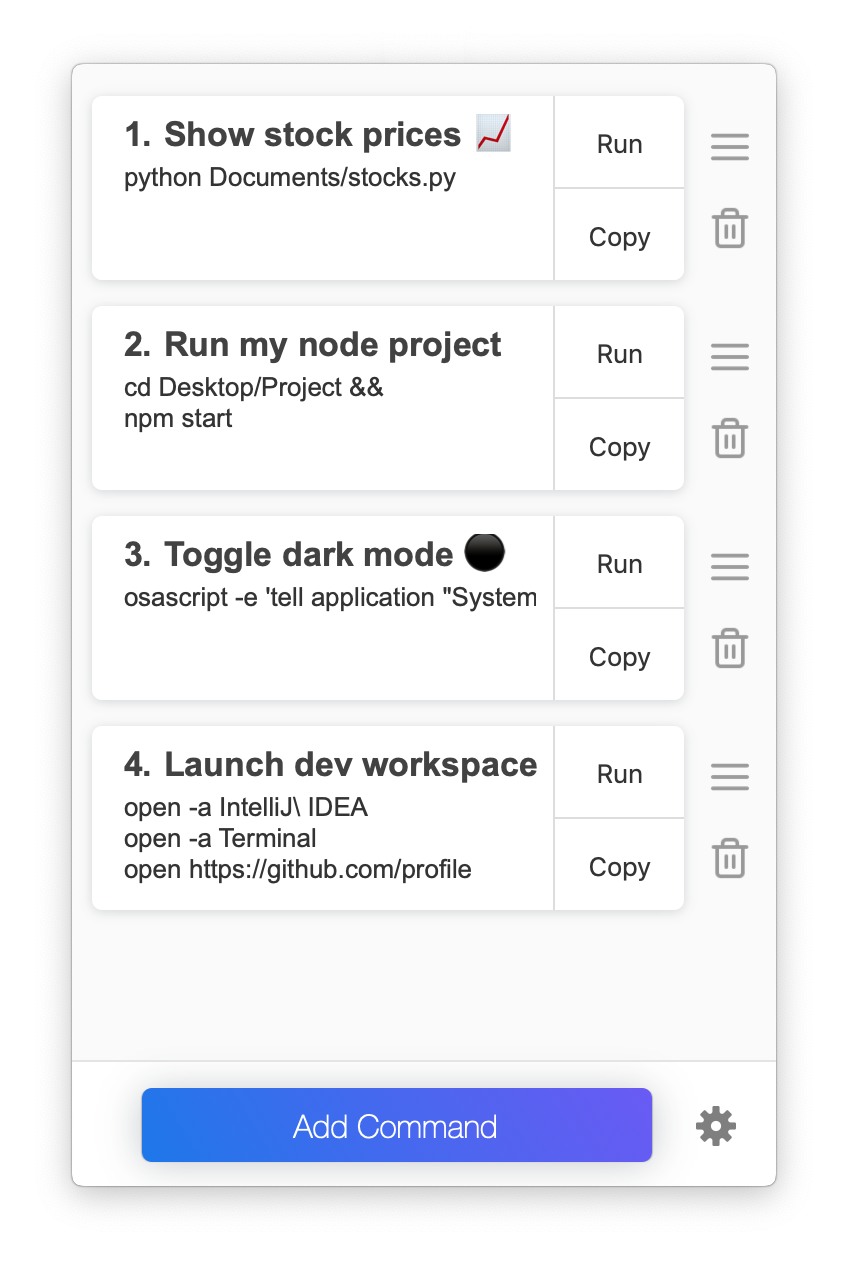 1. Show stock prices 📈
python Documents/stocks.py
Run
Copy
2. Run my node project
cd Desktop/Project &&
npm start
Run
Copy
3. Toggle dark mode ⚫
osascript -e 'tell application "System
Run
Copy
4. Launch dev workspace
open -a IntelliJ\ IDEA
open -a Terminal
open https://github.com/profile
Run
Copy
Add Command